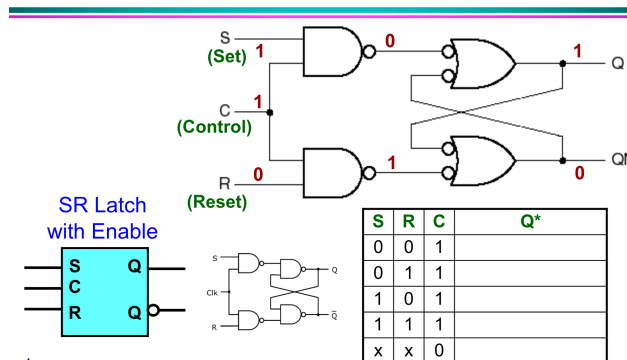 S 1 0 1 Q
(Set)
C 1
(Control)
R 0 1 0
(Reset)
SR Latch
with Enable
S Q
C
R Q
S Q
Clk
R Q̃
S R C Q*
0 0 1
0 1 1
1 0 1
1 1 1
x x 0